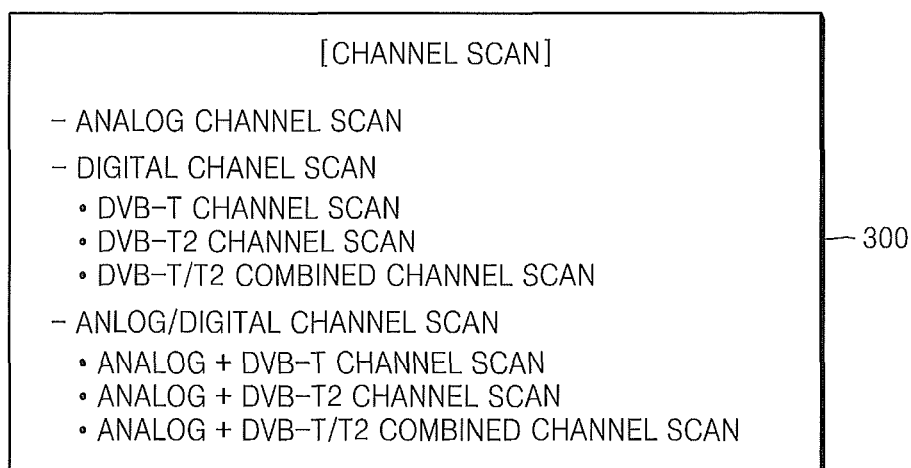 [CHANNEL SCAN]
– ANALOG CHANNEL SCAN
– DIGITAL CHANEL SCAN
• DVB–T CHANNEL SCAN
• DVB–T2 CHANNEL SCAN
• DVB–T/T2 COMBINED CHANNEL SCAN
– ANLOG/DIGITAL CHANNEL SCAN
• ANALOG + DVB–T CHANNEL SCAN
• ANALOG + DVB–T2 CHANNEL SCAN
• ANALOG + DVB–T/T2 COMBINED CHANNEL SCAN
300